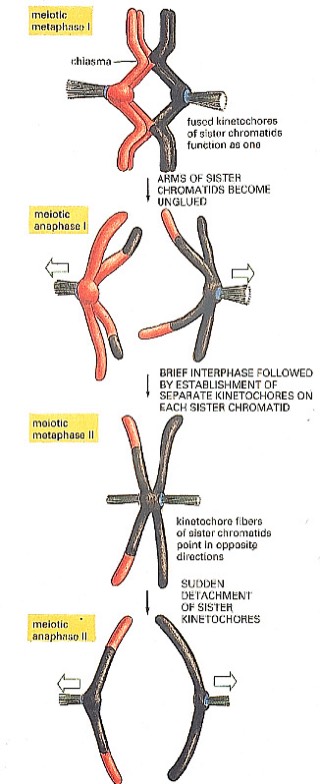 meiotic
metaphase I
chiasma
fused kinetochores
of sister chromatids
function as one
ARMS OF SISTER
CHROMATIDS BECOME
UNGLUED
meiotic
anaphase I
BRIEF INTERPHASE FOLLOWED
BY ESTABLISHMENT OF
SEPARATE KINETOCHORES ON
EACH SISTER CHROMATID
meiotic
metaphase II
kinetochore fibers
of sister chromatids
point in opposite
directions
SUDDEN
DETACHMENT
OF SISTER
KINETOCHORES
meiotic
anaphase II